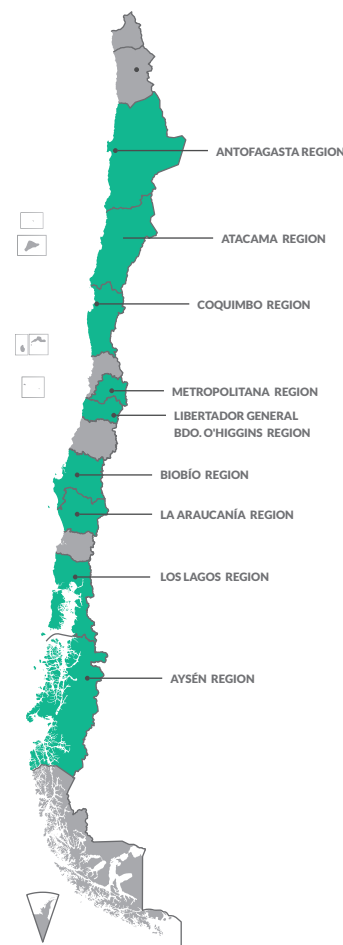 ANTOFAGASTA REGION
ATACAMA REGION
COQUIMBO REGION
METROPOLITANA REGION
LIBERTADOR GENERAL
BDO. O'HIGGINS REGION
BIOBÍO REGION
LA ARAUCANÍA REGION
LOS LAGOS REGION
AYSÉN REGION